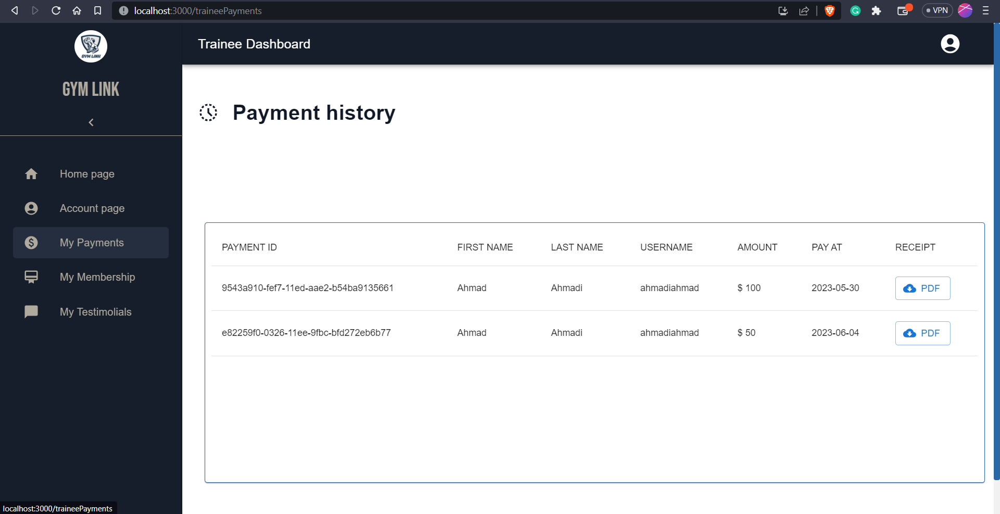 localhost:3000/traineePayments
VPN
GYM LINK
Trainee Dashboard
GYM LINK
Payment history
Home page
Account page
My Payments
My Membership
My Testimolials
PAYMENT ID FIRST NAME LAST NAME USERNAME AMOUNT PAY AT RECEIPT
9543a910-fef7-11ed-aae2-b54ba9135661 Ahmad Ahmadi ahmadiahmad $ 100 2023-05-30 PDF
e82259f0-0326-11ee-9fbc-bfd272eb6b77 Ahmad Ahmadi ahmadiahmad $ 50 2023-06-04 PDF
localhost:3000/traineePayments